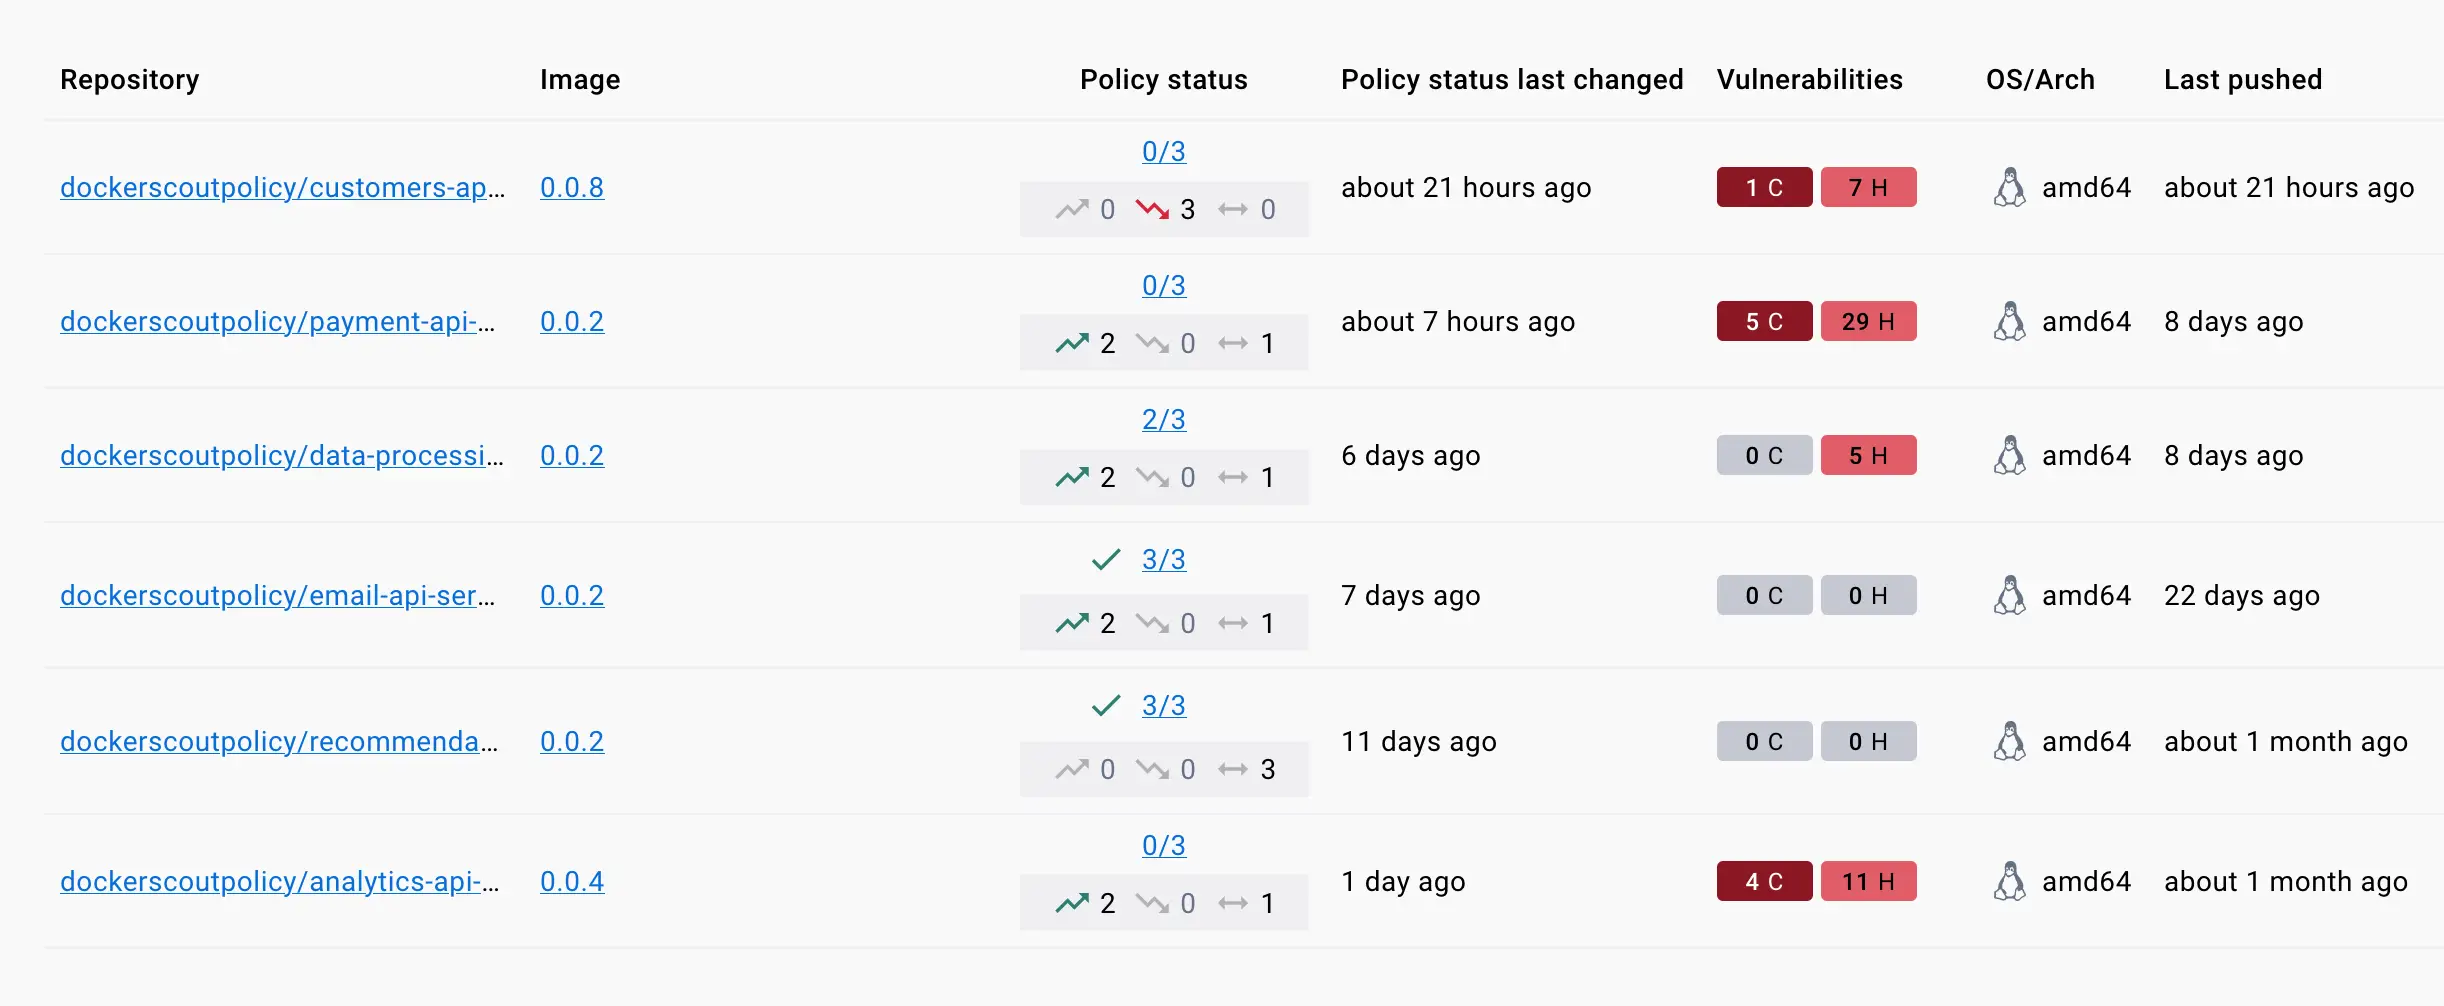 Repository Image Policy status Policy status last changed Vulnerabilities OS/Arch Last pushed
dockerscoutpolicy/customers-ap... 0.0.8 0/3 about 21 hours ago 1 C 7 H amd64 about 21 hours ago
0 3 0
dockerscoutpolicy/payment-api-... 0.0.2 0/3 about 7 hours ago 5 C 29 H amd64 8 days ago
2 0 1
dockerscoutpolicy/data-processi... 0.0.2 2/3 6 days ago 0 C 5 H amd64 8 days ago
2 0 1
dockerscoutpolicy/email-api-ser... 0.0.2 3/3 7 days ago 0 C 0 H amd64 22 days ago
2 0 1
dockerscoutpolicy/recommenda... 0.0.2 3/3 11 days ago 0 C 0 H amd64 about 1 month ago
0 0 3
dockerscoutpolicy/analytics-api-... 0.0.4 0/3 1 day ago 4 C 11 H amd64 about 1 month ago
2 0 1